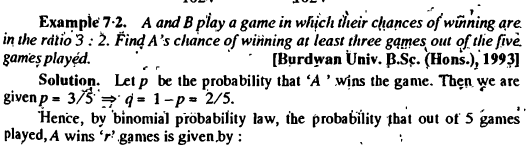 Example 7·2. A and B play a game in which their chances of winning are
in the ratio 3 : 2. Find A's chance of winning at least three games out of the five
games played. [Burdwan Univ. B.Sc. (Hons.), 1993]
Solution. Let p be the probability that 'A' wins the game. Then we are
given p = 3/5 ⇒ q = 1 – p = 2/5.
Hence, by binomial probability law, the probability that out of 5 games
played, A wins 'r' games is given by :